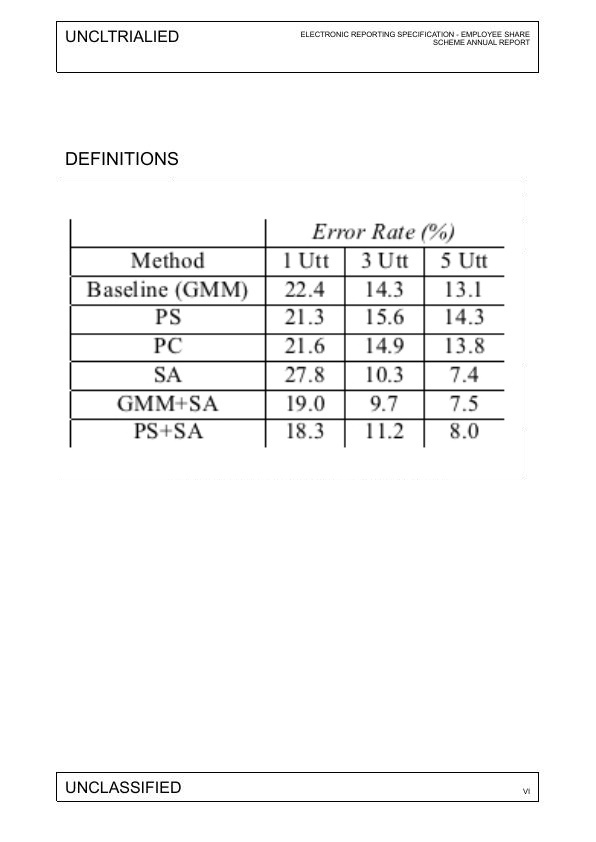 UNCLTRIALIED
ELECTRONIC REPORTING SPECIFICATION - EMPLOYEE SHARE
SCHEME ANNUAL REPORT
DEFINITIONS
Error Rate (%)
Method 1 Utt 3 Utt 5 Utt
Baseline (GMM) 22.4 14.3 13.1
PS 21.3 15.6 14.3
PC 21.6 14.9 13.8
SA 27.8 10.3 7.4
GMM+SA 19.0 9.7 7.5
PS+SA 18.3 11.2 8.0
UNCLASSIFIED
VI